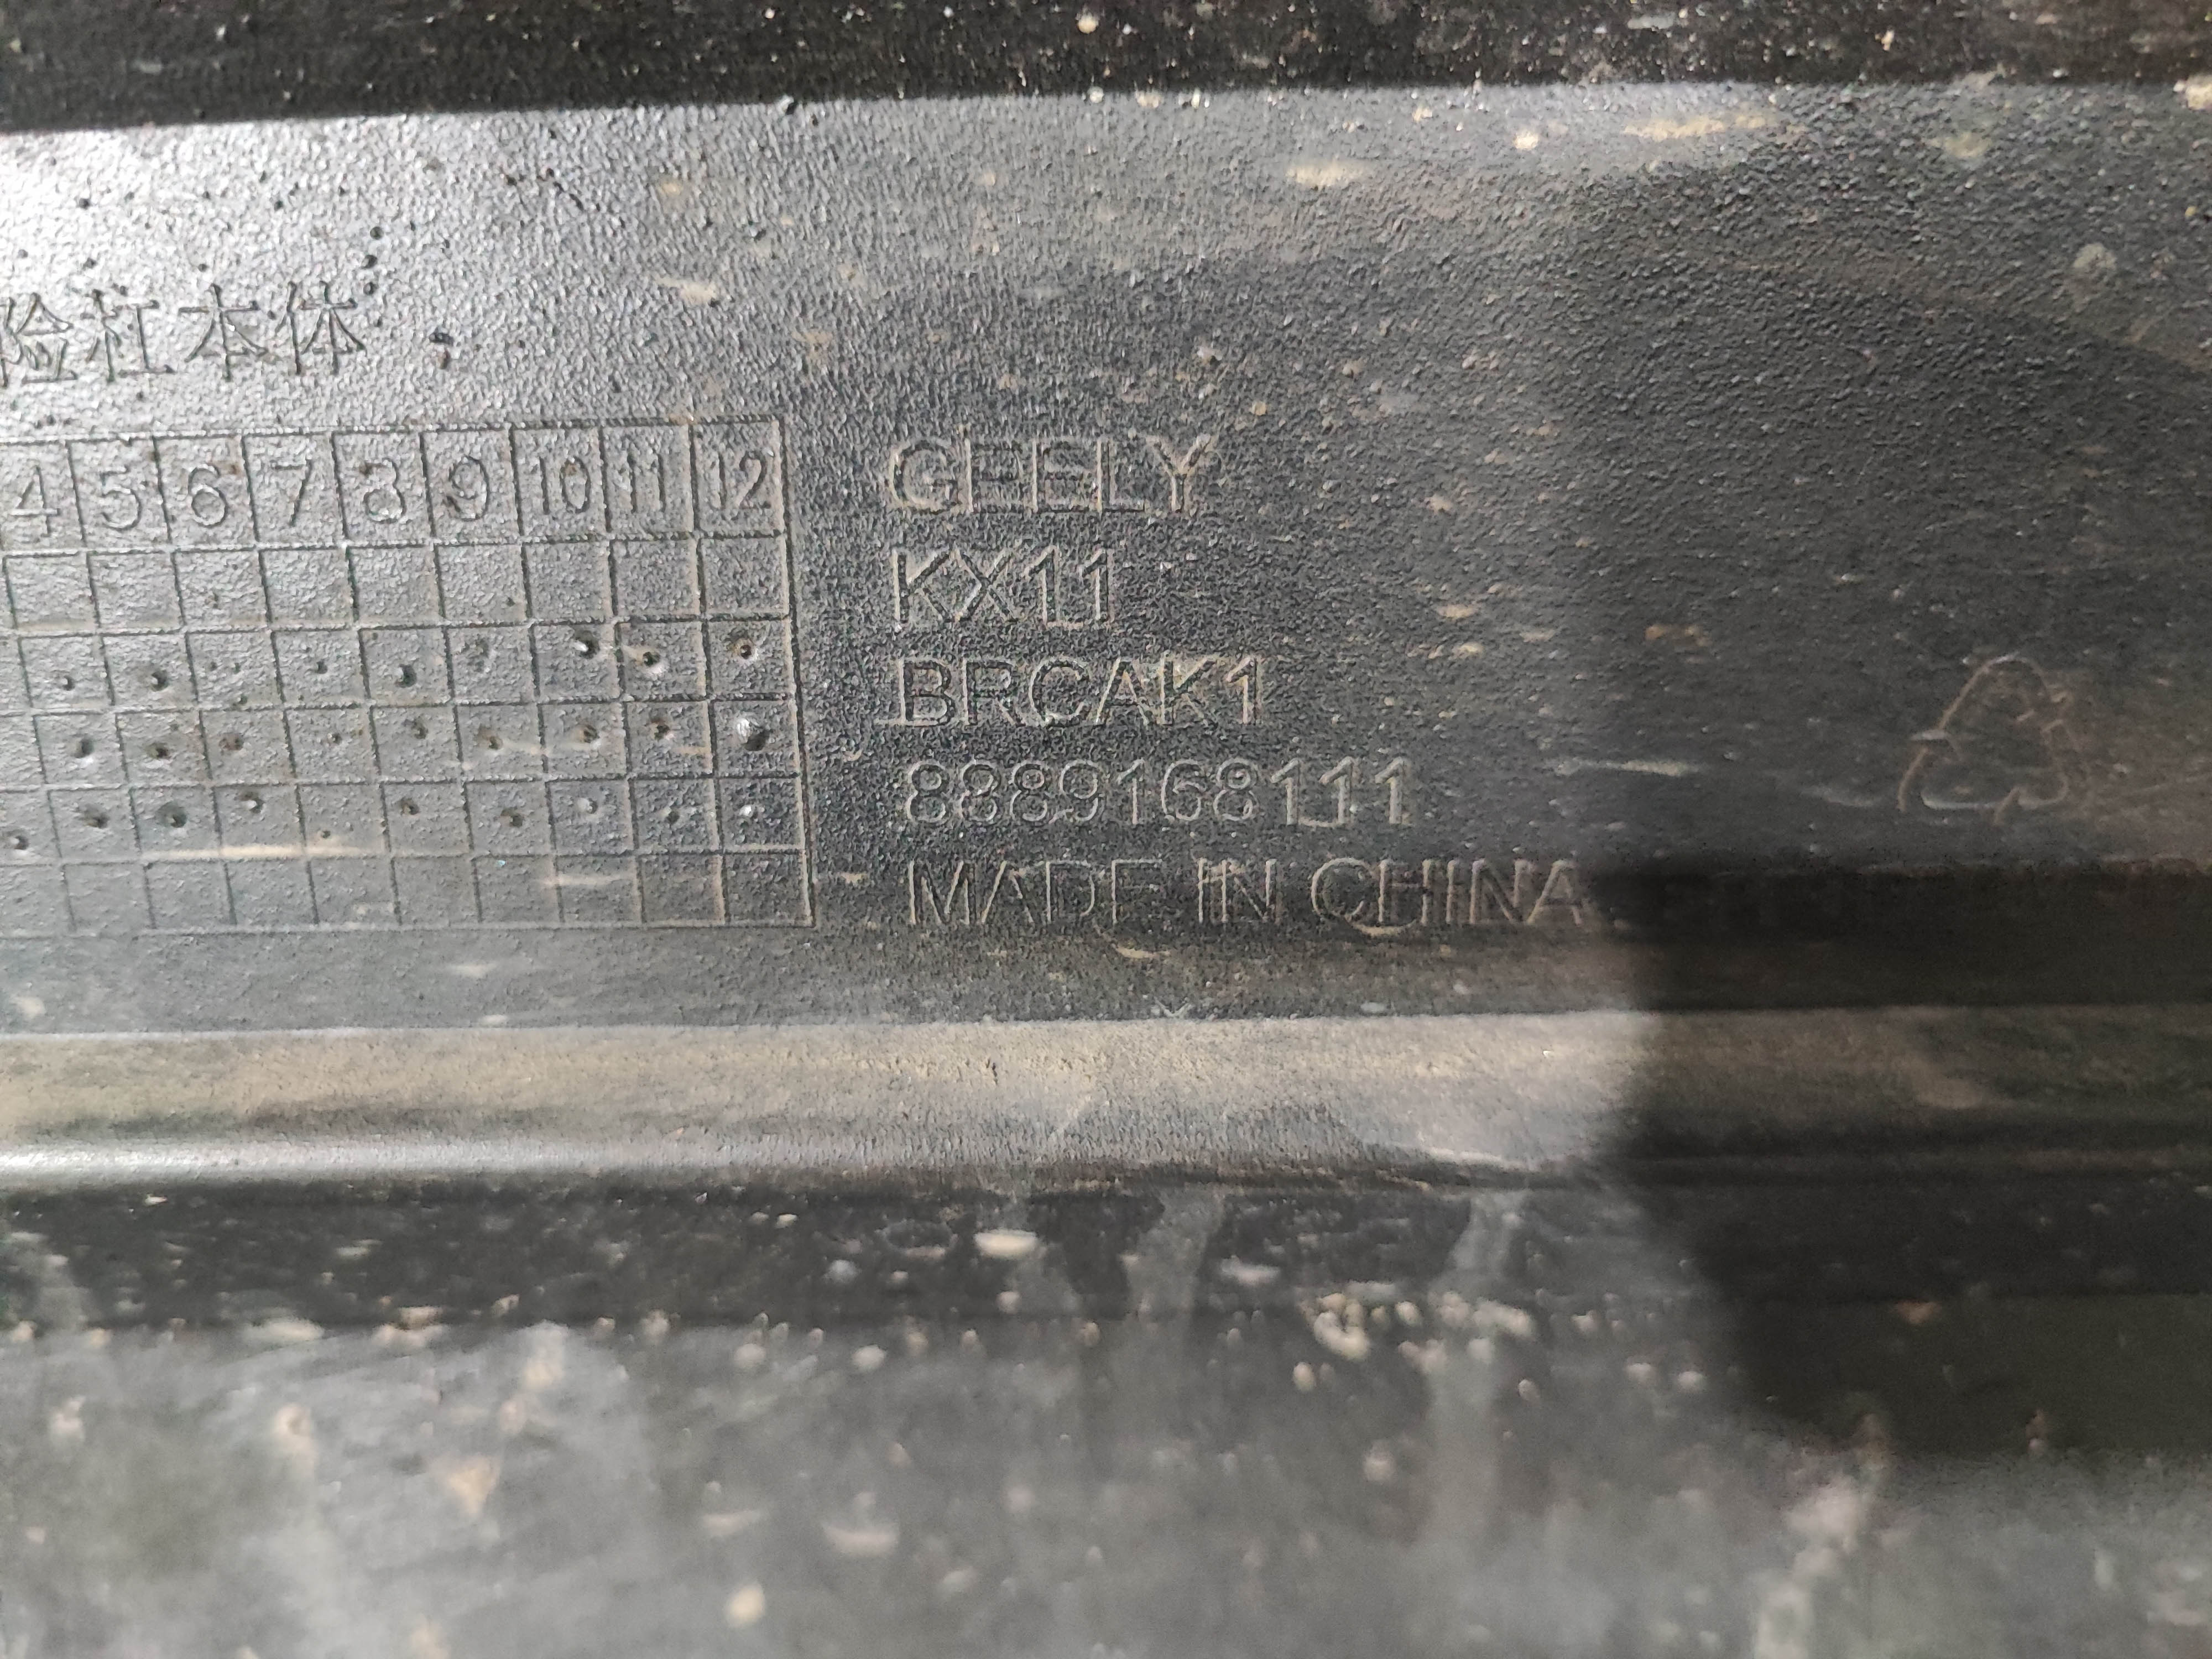 险杠本体
4 5 6 7 8 9 10 11 12
GEELY
KX11
BRCAK1
8889168111
MADE IN CHINA